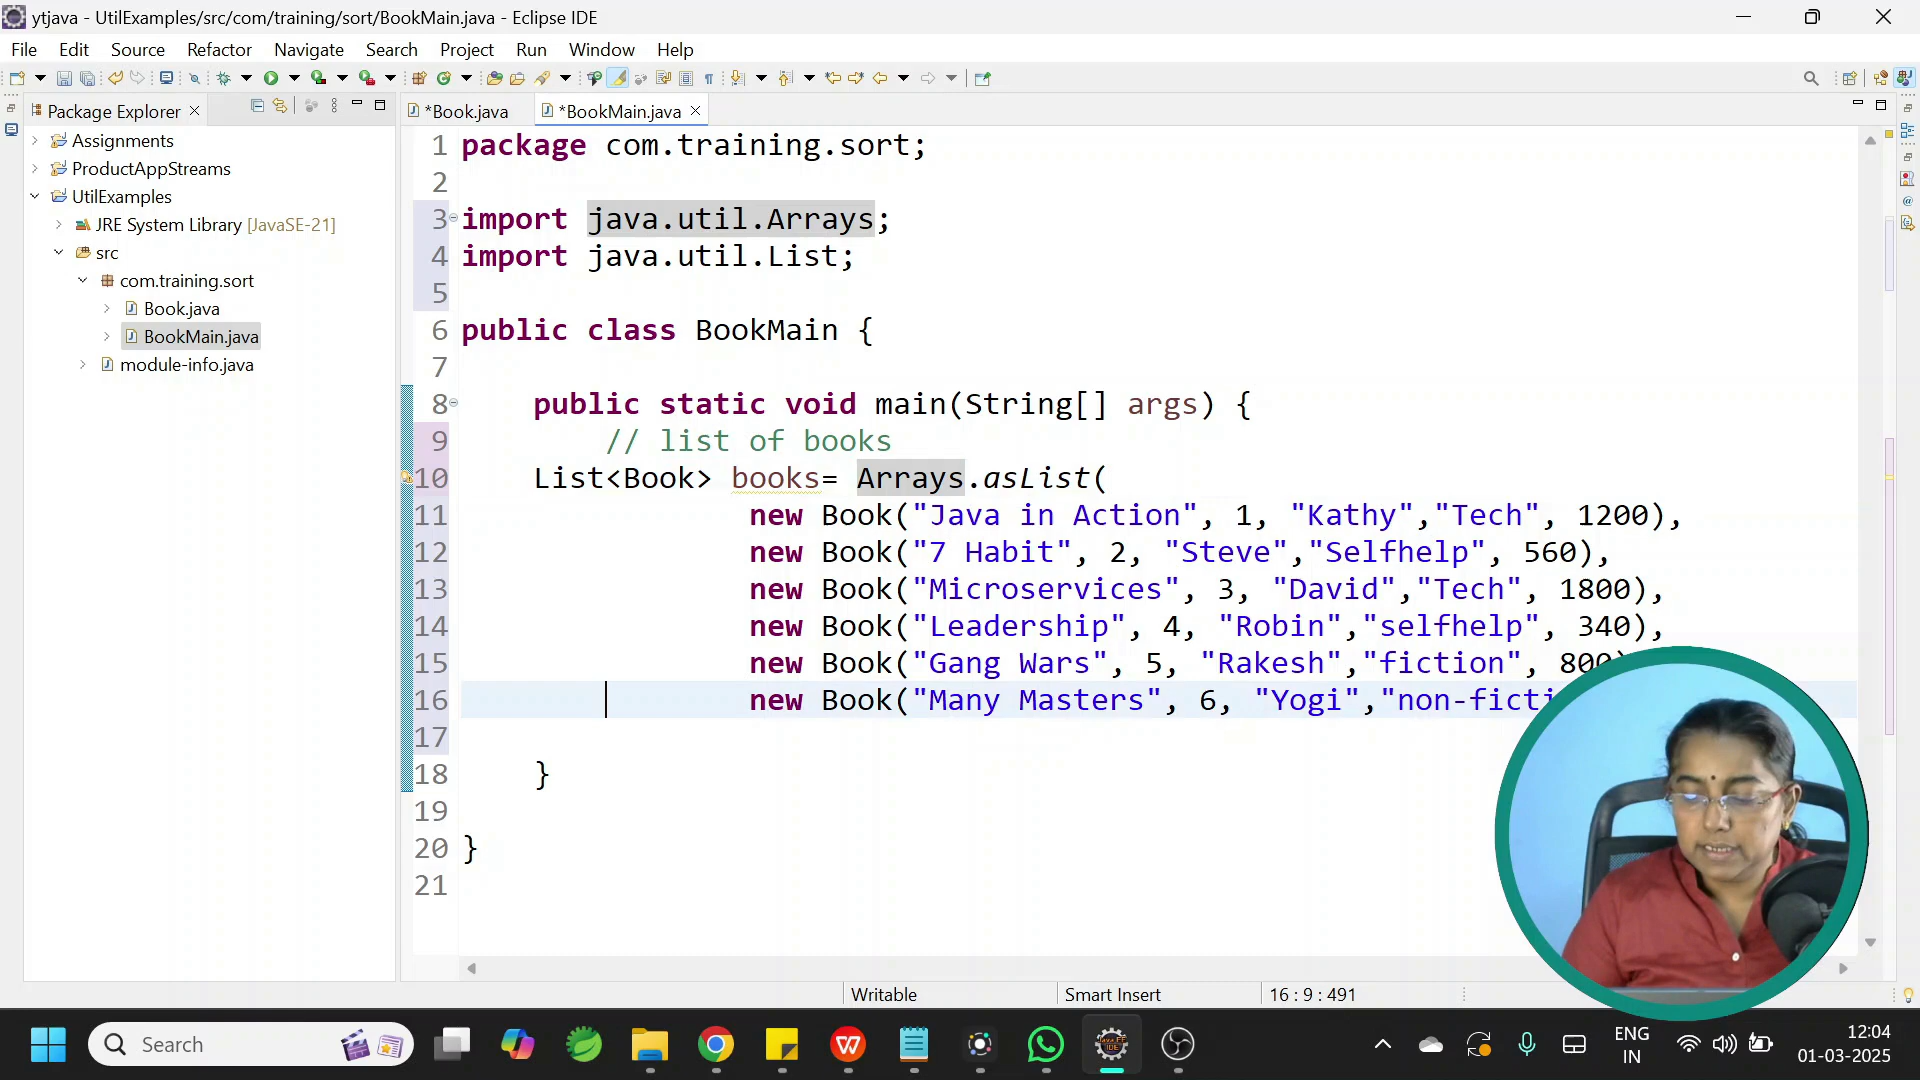 ytjava - UtilExamples/src/com/training/sort/BookMain.java - Eclipse IDE
File Edit Source Refactor Navigate Search Project Run Window Help
Package Explorer
*Book.java
*BookMain.java
Assignments
ProductAppStreams
UtilExamples
JRE System Library [JavaSE-21]
src
com.training.sort
Book.java
BookMain.java
module-info.java
1 package com.training.sort;
2
3 import java.util.Arrays;
4 import java.util.List;
5
6 public class BookMain {
7
8 public static void main(String[] args) {
9 // list of books
10 List<Book> books= Arrays.asList(
11 new Book("Java in Action", 1, "Kathy","Tech", 1200),
12 new Book("7 Habit", 2, "Steve","Selfhelp", 560),
13 new Book("Microservices", 3, "David","Tech", 1800),
14 new Book("Leadership", 4, "Robin","selfhelp", 340),
15 new Book("Gang Wars", 5, "Rakesh","fiction", 800)
16 new Book("Many Masters", 6, "Yogi","non-ficti
17
18 }
19
20 }
21
Writable
Smart Insert
16 : 9 : 491
Search
ENG
IN
12:04
01-03-2025